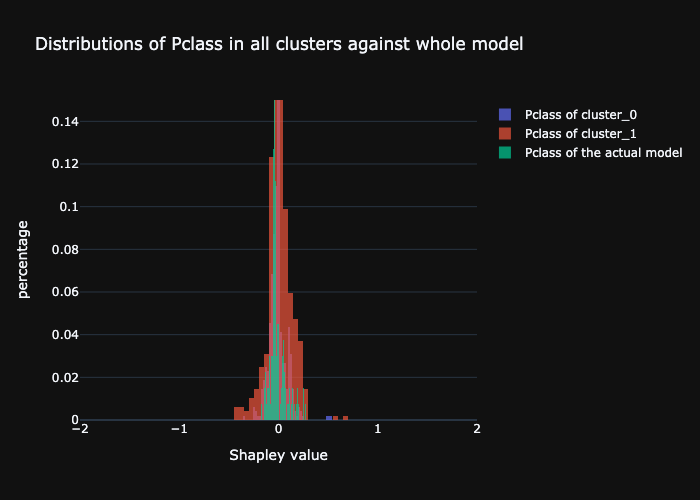 Distributions of Pclass in all clusters against whole model
Pclass of cluster_0
Pclass of cluster_1
Pclass of the actual model
percentage
0.14
0.12
0.1
0.08
0.06
0.04
0.02
0
−2
−1
0
1
2
Shapley value